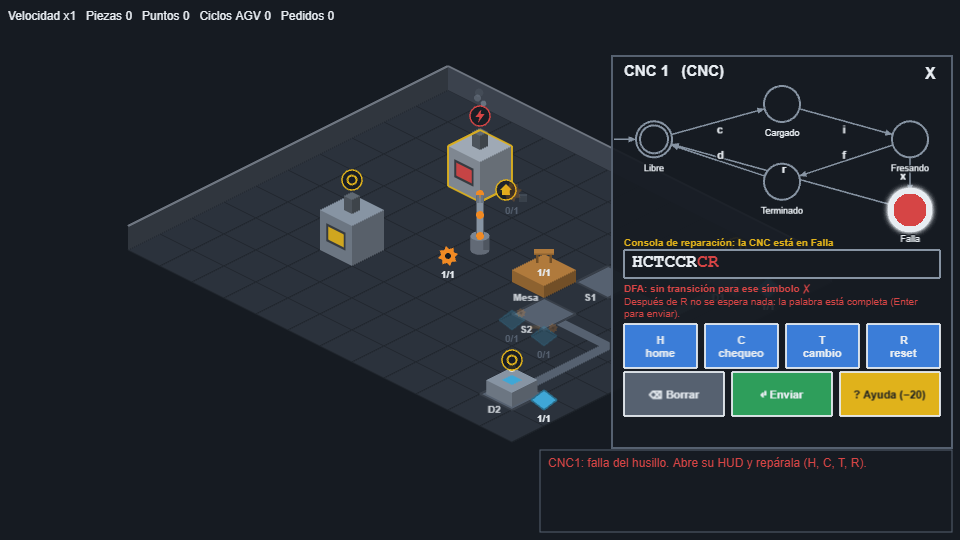 Velocidad x1 Piezas 0 Puntos 0 Ciclos AGV 0 Pedidos 0
CNC 1 (CNC)
X
Cargado
c
i
Libre
Fresando
d
r
f
x
Terminado
Falla
0/1
1/1
1/1
Mesa
S1
S2
0/1
0/1
D2
1/1
Consola de reparación: la CNC está en Falla
HCTCCRCR
DFA: sin transición para ese símbolo ✗
Después de R no se espera nada: la palabra está completa (Enter
para enviar).
H
home
C
chequeo
T
cambio
R
reset
⌫ Borrar
↵ Enviar
? Ayuda (−20)
CNC1: falla del husillo. Abre su HUD y repárala (H, C, T, R).